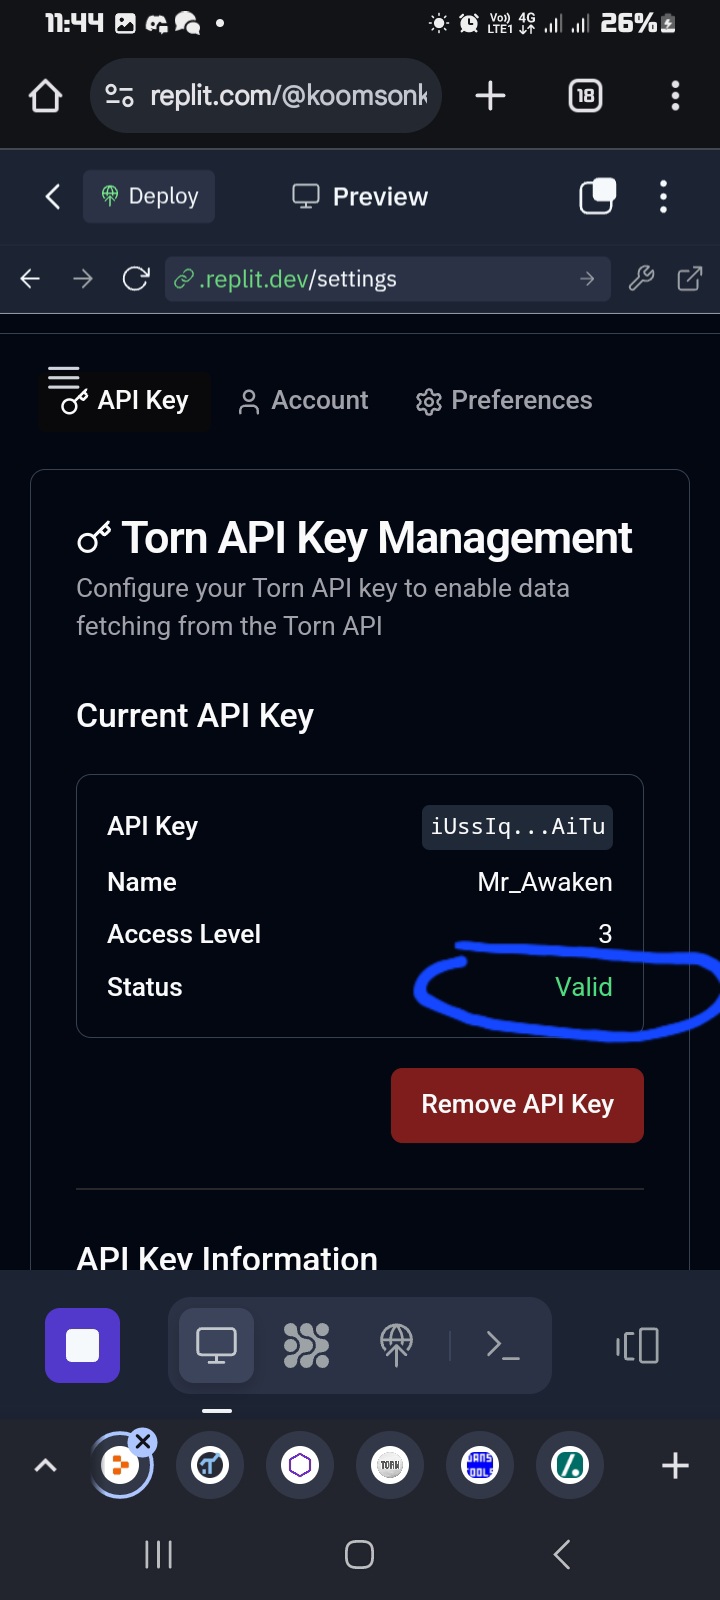 11:44
Vo)) 4G
LTE1
26%
replit.com/@koomsonk
18
Deploy
Preview
.replit.dev/settings
API Key
Account
Preferences
Torn API Key Management
Configure your Torn API key to enable data
fetching from the Torn API
Current API Key
API Key iUssIq...AiTu
Name Mr_Awaken
Access Level 3
Status Valid
Remove API Key
API Key Information
TORN